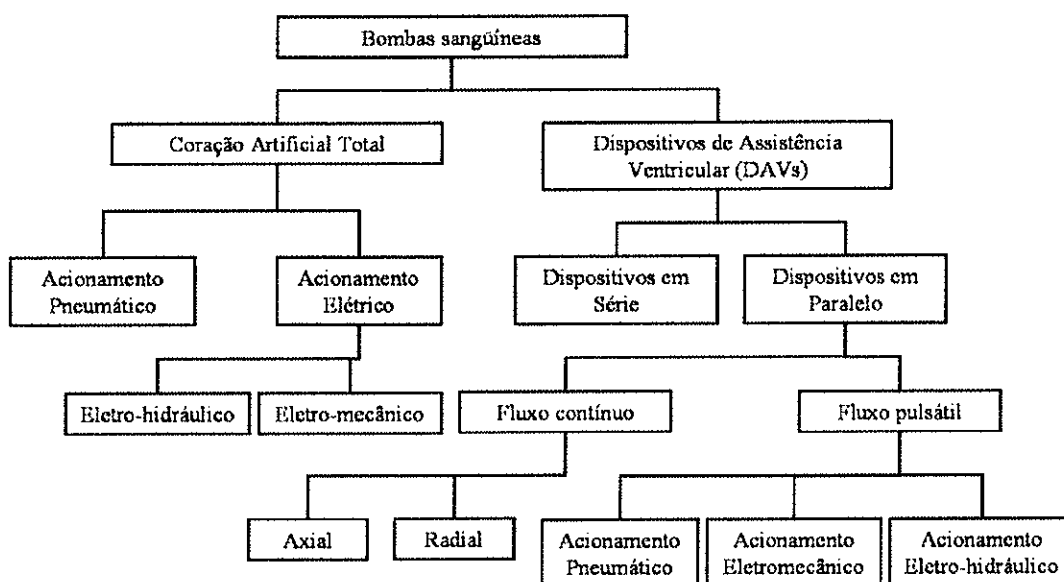 Bombas sangüíneas
Coração Artificial Total
Dispositivos de Assistência
Ventricular (DAVs)
Acionamento
Pneumático
Acionamento
Elétrico
Dispositivos em
Série
Dispositivos em
Paralelo
Eletro-hidráulico
Eletro-mecânico
Fluxo contínuo
Fluxo pulsátil
Axial
Radial
Acionamento
Pneumático
Acionamento
Eletromecânico
Acionamento
Eletro-hidráulico